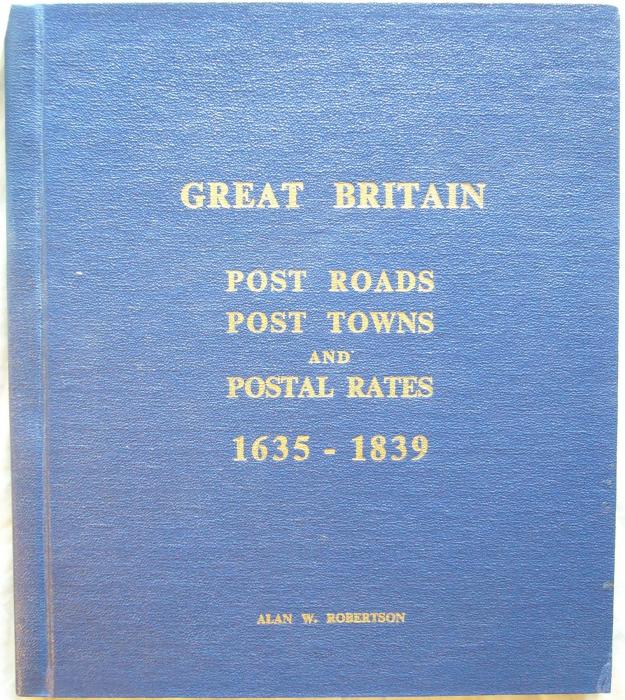 GREAT BRITAIN
POST ROADS
POST TOWNS
AND
POSTAL RATES
1635 - 1839
ALAN W. ROBERTSON